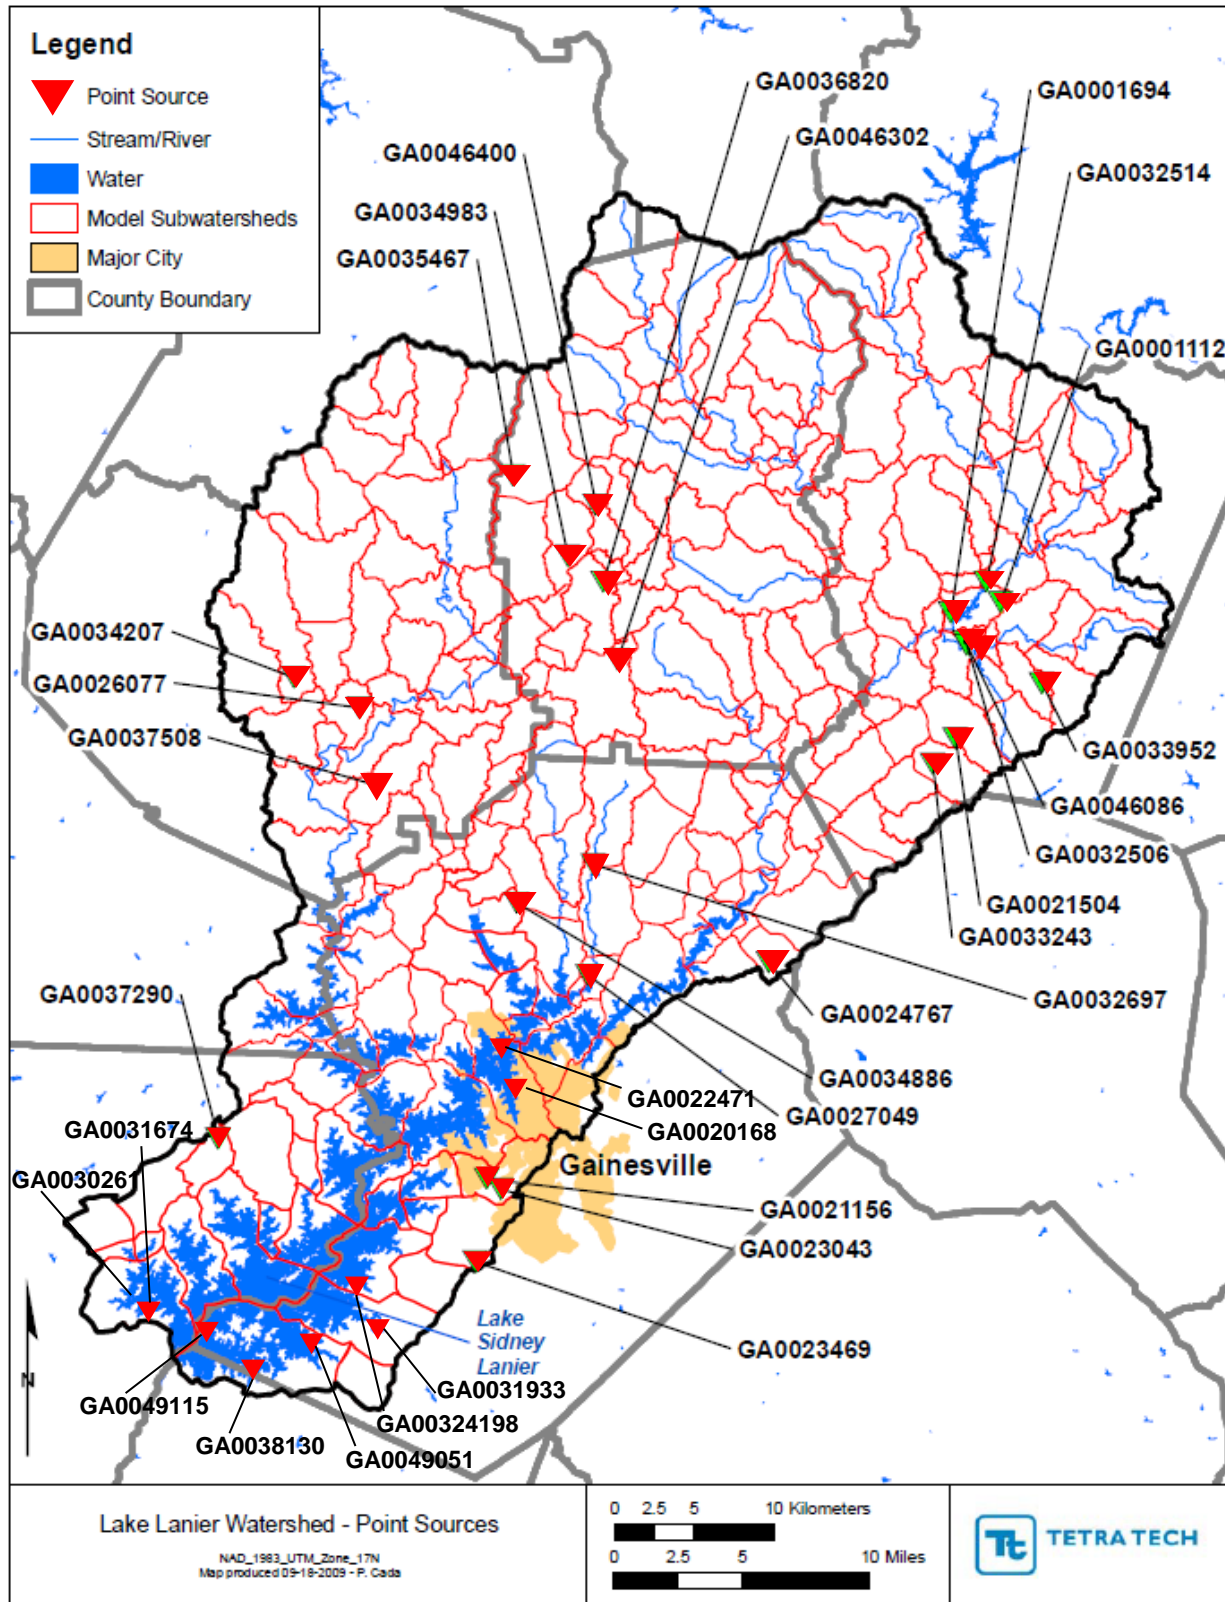 Legend
Point Source
Stream/River
Water
Model Subwatersheds
Major City
County Boundary
GA0036820
GA0001694
GA0046302
GA0046400
GA0032514
GA0034983
GA0035467
GA0001112
GA0034207
GA0026077
GA0037508
GA0033952
GA0046086
GA0032506
GA0021504
GA0033243
GA0032697
GA0024767
GA0037290
GA0034886
GA0022471
GA0027049
GA0020168
GA0031674
Gainesville
GA0030261
GA0021156
GA0023043
Lake
Sidney
Lanier
GA0023469
GA0031933
GA0049115
GA00324198
GA0038130
GA0049051
N
Lake Lanier Watershed - Point Sources
NAD_1983_UTM_Zone_17N
Map produced 09-18-2009 - P. Cada
0 2.5 5 10 Kilometers
0 2.5 5 10 Miles
Tt TETRA TECH